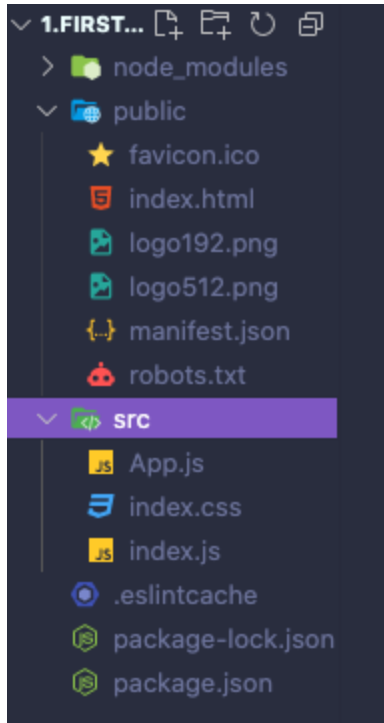 1.FIRST...
node_modules
public
favicon.ico
index.html
logo192.png
logo512.png
manifest.json
robots.txt
src
App.js
index.css
index.js
.eslintcache
package-lock.json
package.json